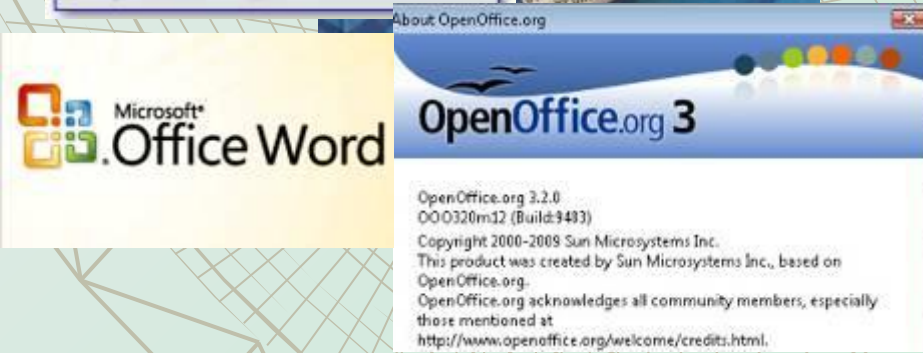 Microsoft®
Office Word
About OpenOffice.org
OpenOffice.org 3
OpenOffice.org 3.2.0
OOO320m12 (Build:9483)
Copyright 2000-2009 Sun Microsystems Inc.
This product was created by Sun Microsystems Inc., based on
OpenOffice.org.
OpenOffice.org acknowledges all community members, especially
those mentioned at
http://www.openoffice.org/welcome/credits.html.